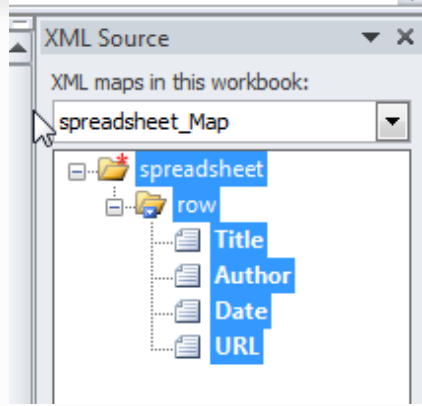 XML Source
XML maps in this workbook:
spreadsheet_Map
spreadsheet
row
Title
Author
Date
URL